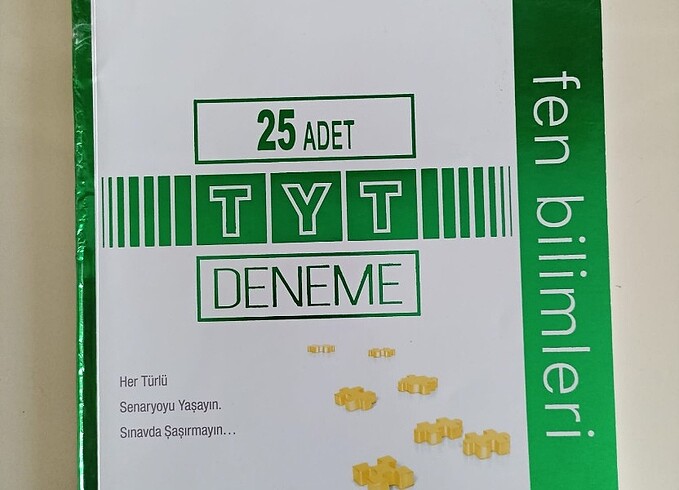 25 ADET
TYT
DENEME
fen bilimleri
Her Türlü
Senaryoyu Yaşayın.
Sınavda Şaşırmayın...